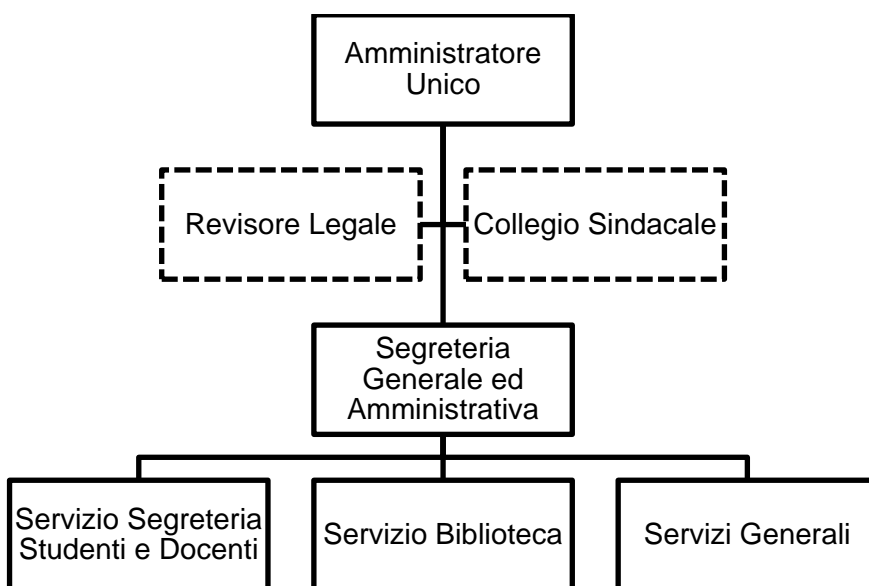 Amministratore
Unico
Revisore Legale
Collegio Sindacale
Segreteria
Generale ed
Amministrativa
Servizio Segreteria
Studenti e Docenti
Servizio Biblioteca
Servizi Generali